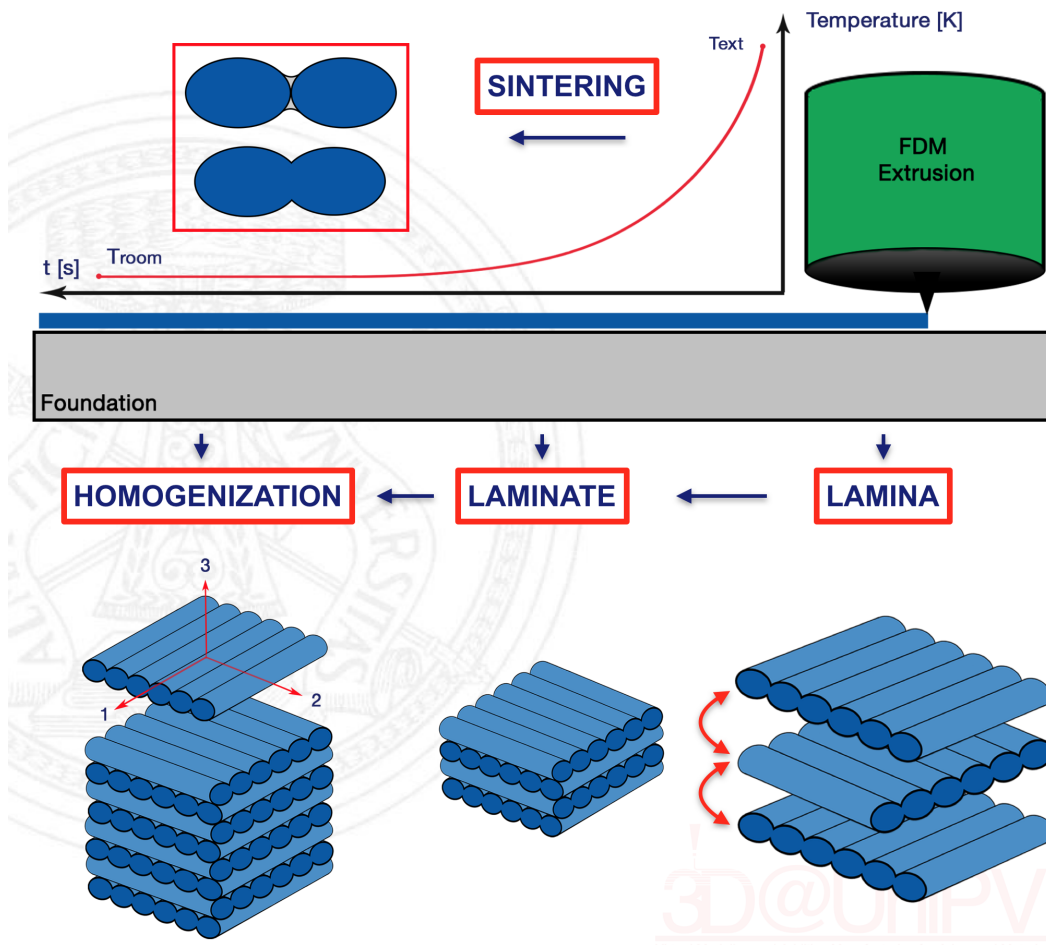 Temperature [K]
Text
SINTERING
FDM
Extrusion
Troom
t [s]
Foundation
HOMOGENIZATION
LAMINATE
LAMINA
3
1
2
3D@UniPV